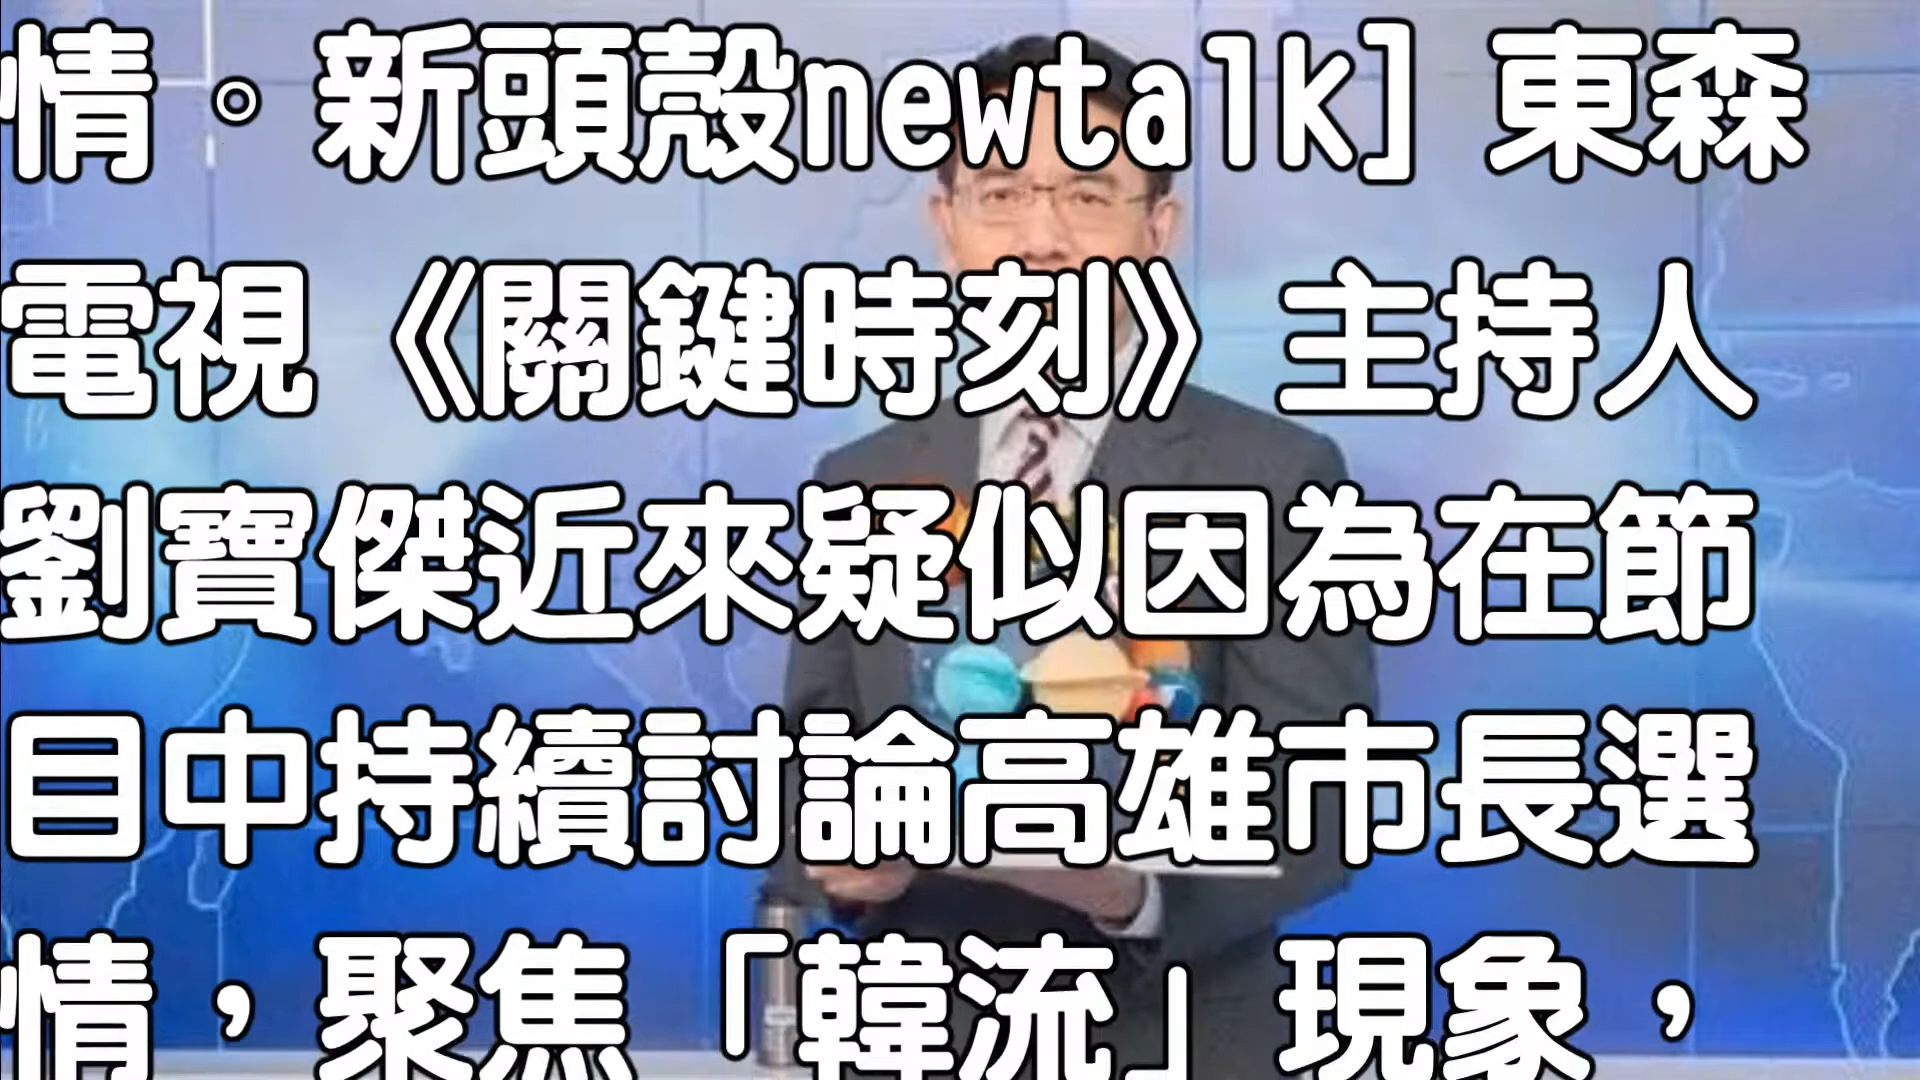 情。新頭殼newtalk] 東森
電視《關鍵時刻》主持人
劉寶傑近來疑似因為在節
目中持續討論高雄市長選
情，聚焦「韓流」現象，